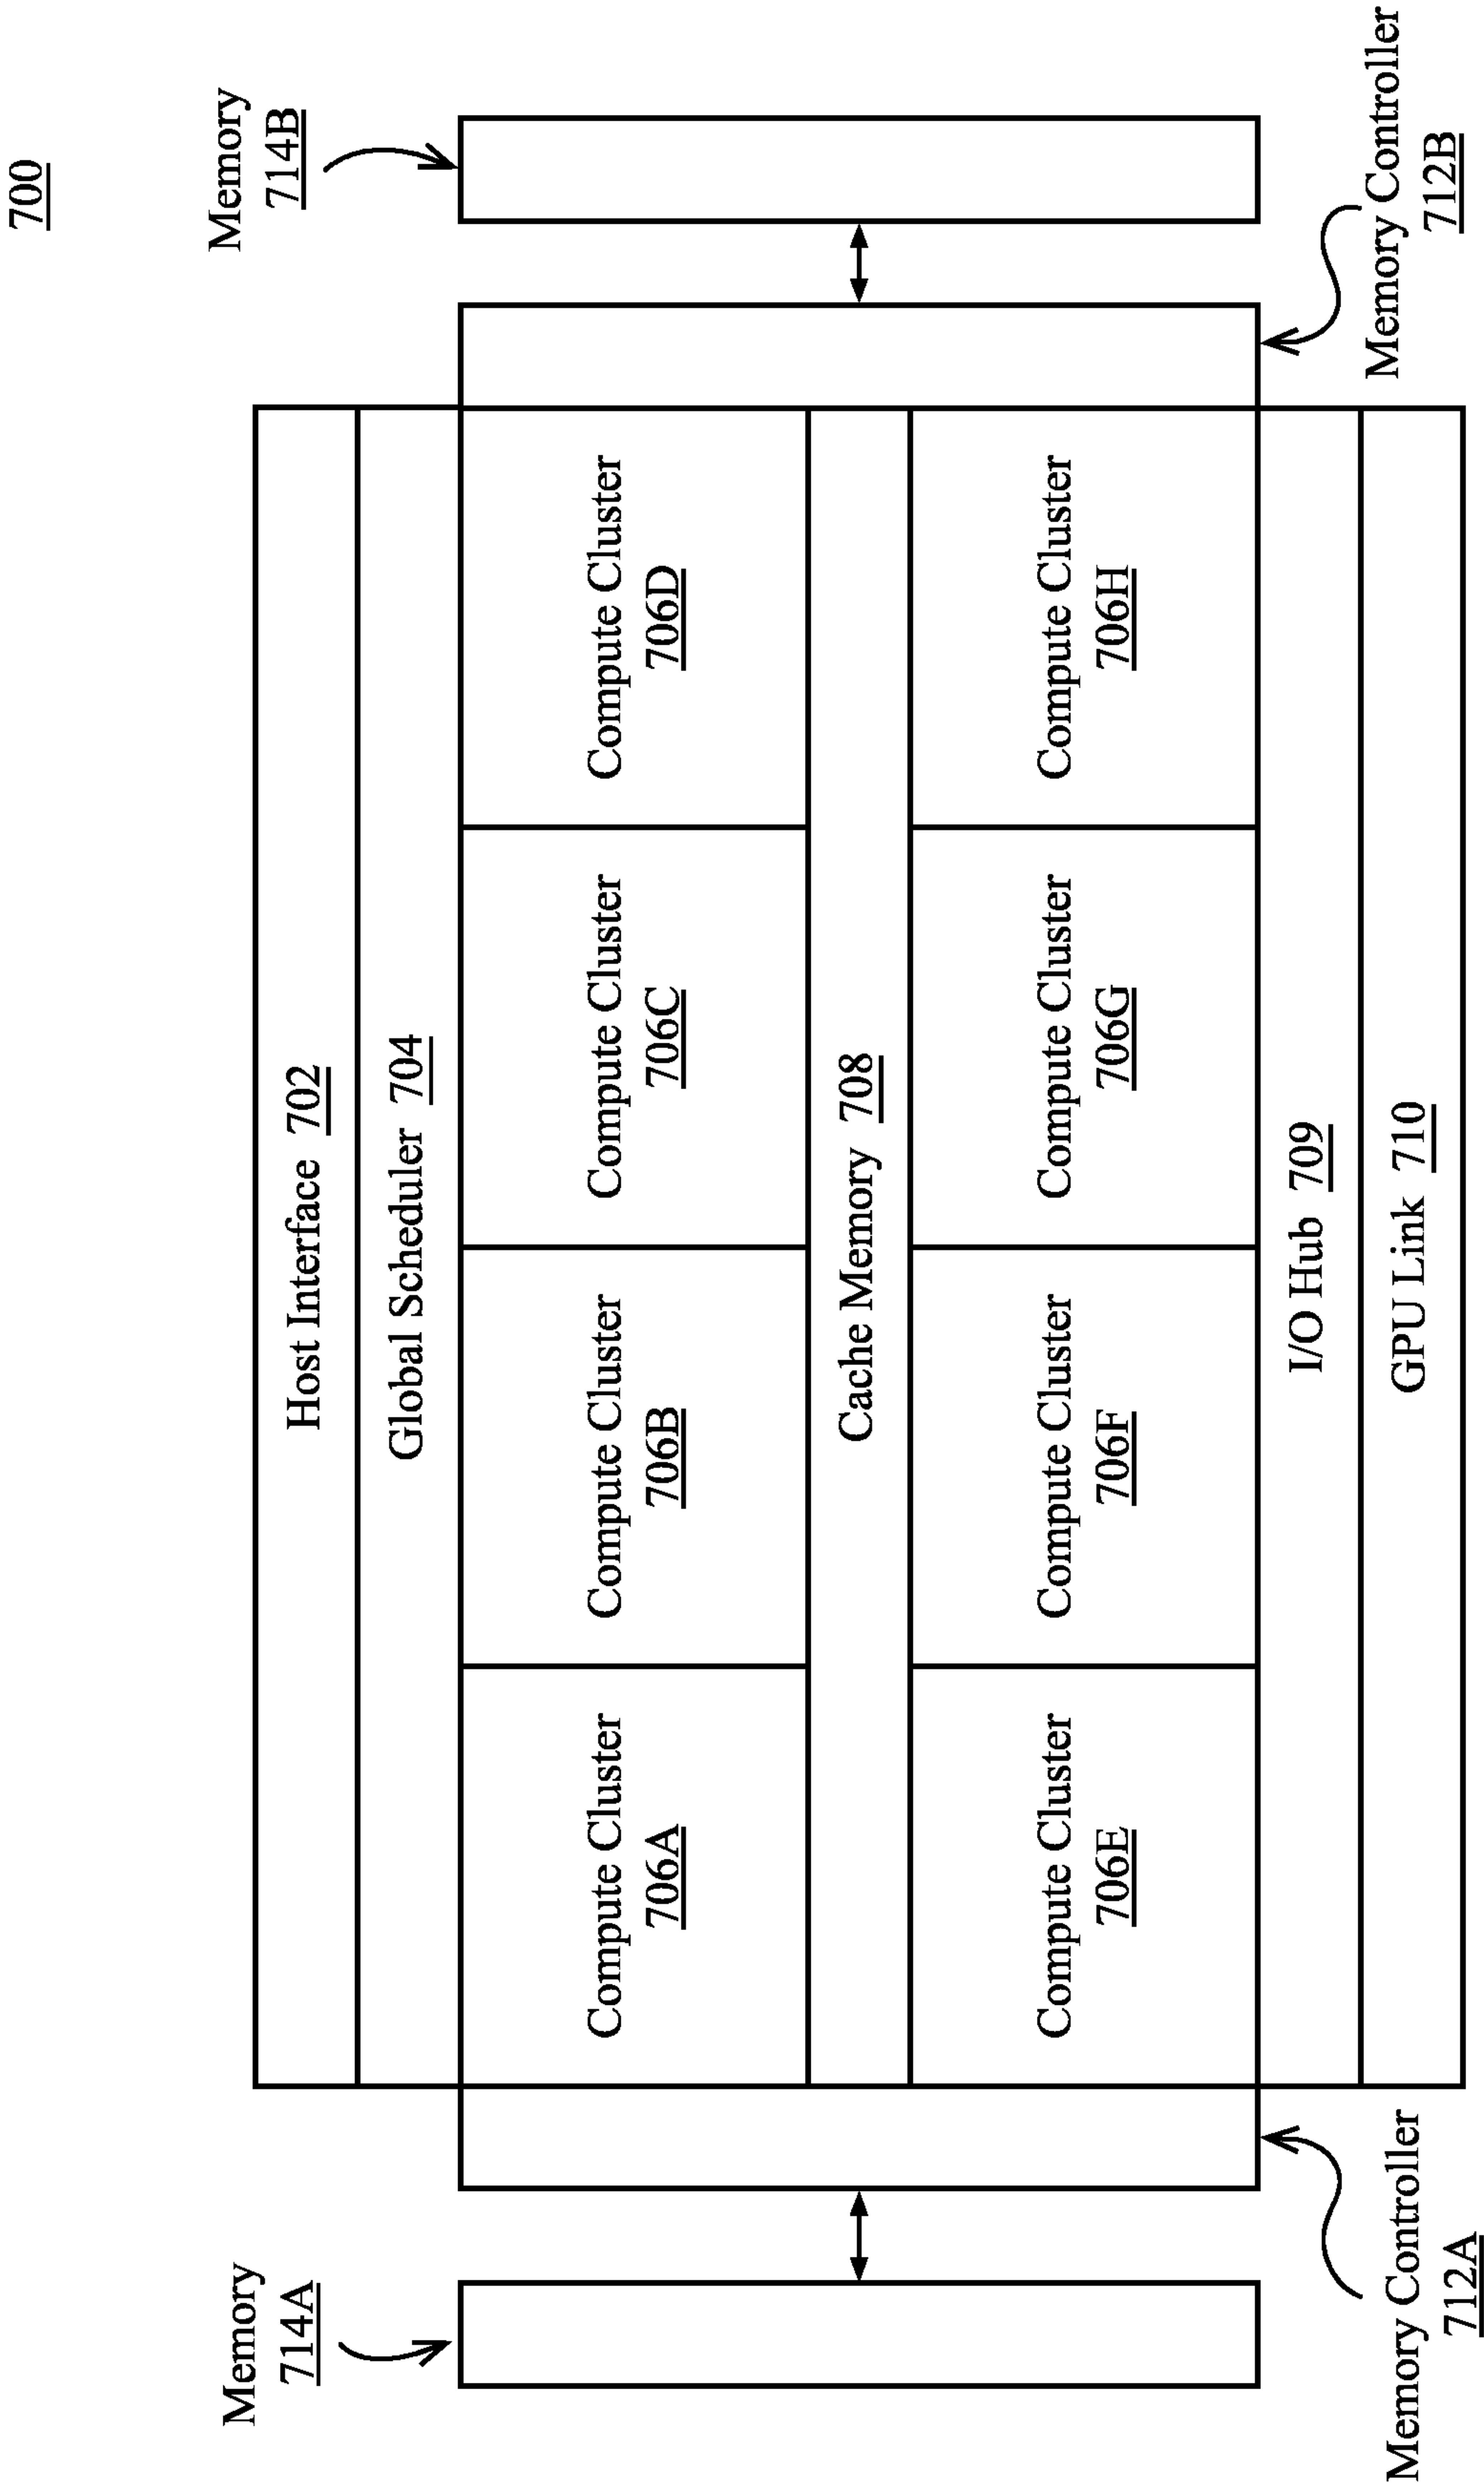 700
Memory
714B
Host Interface 702
Global Scheduler 704
Compute Cluster
706A
Compute Cluster
706B
Compute Cluster
706C
Compute Cluster
706D
Cache Memory 708
Compute Cluster
706E
Compute Cluster
706F
Compute Cluster
706G
Compute Cluster
706H
I/O Hub 709
GPU Link 710
Memory
714A
Memory Controller
712A
Memory Controller
712B